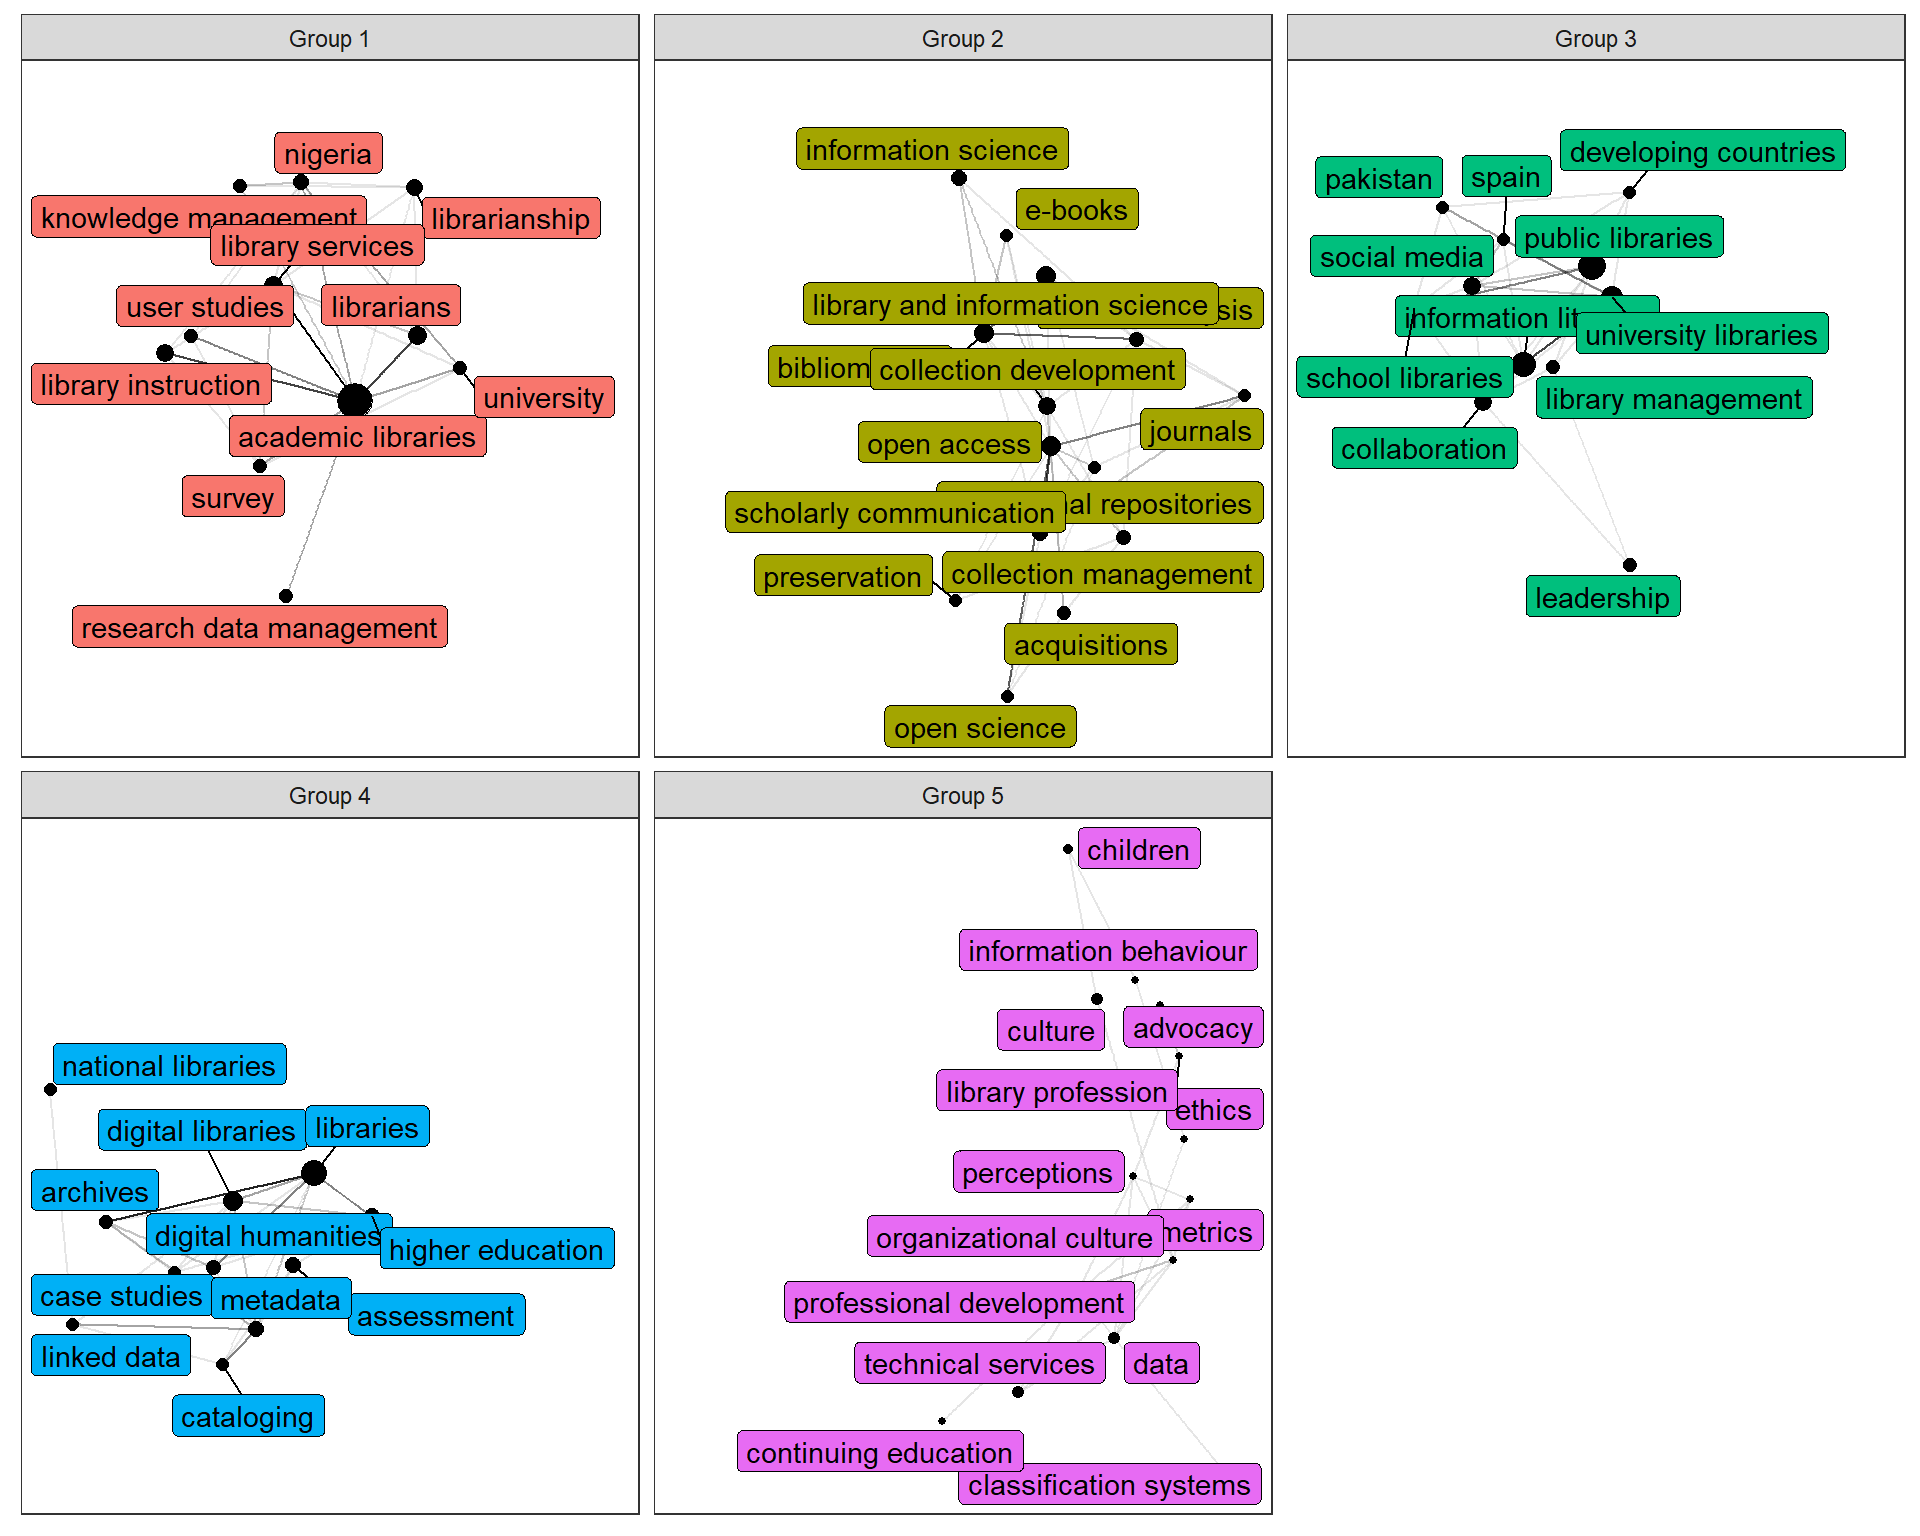 Group 1
nigeria
knowledge management
librarianship
library services
user studies
librarians
library instruction
university
academic libraries
survey
research data management
Group 2
information science
e-books
library and information science
sis
bibliom
collection development
open access
journals
scholarly communication
al repositories
preservation
collection management
acquisitions
open science
Group 3
developing countries
pakistan
spain
public libraries
social media
information lit
university libraries
school libraries
library management
collaboration
leadership
Group 4
national libraries
digital libraries
libraries
archives
digital humanities
higher education
case studies
metadata
assessment
linked data
cataloging
Group 5
children
information behaviour
culture
advocacy
library profession
ethics
perceptions
organizational culture
metrics
professional development
technical services
data
continuing education
classification systems